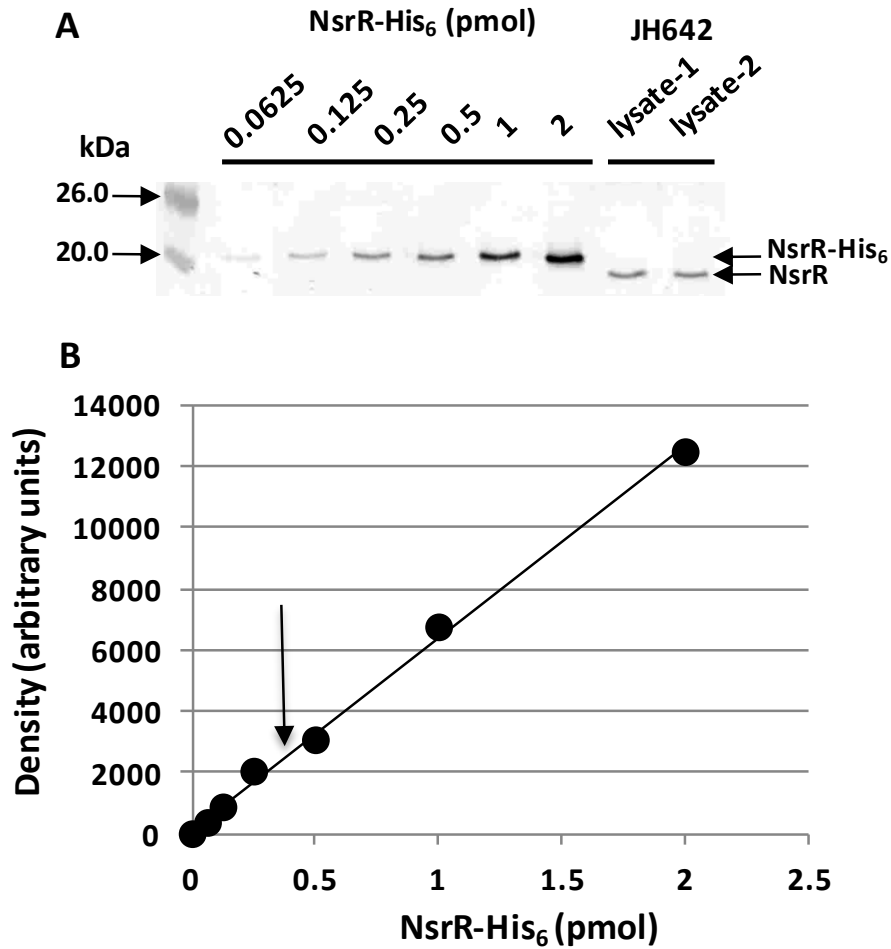 A
NsrR-His6 (pmol)
JH642
0.0625
0.125
0.25
0.5
1
2
lysate-1
lysate-2
kDa
26.0
20.0
NsrR-His6
NsrR
B
Density (arbitrary units)
14000
12000
10000
8000
6000
4000
2000
0
0 0.5 1 1.5 2 2.5
NsrR-His6 (pmol)